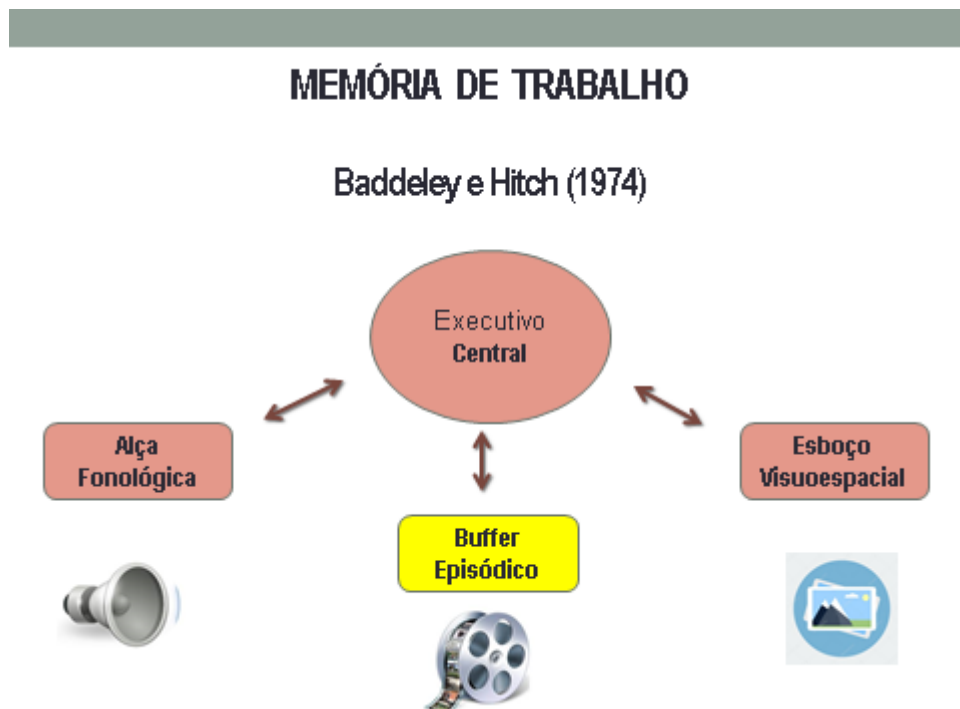 MEMÓRIA DE TRABALHO
Baddeley e Hitch (1974)
Executivo
Central
Alça
Fonológica
Esboço
Visuoespacial
Buffer
Episódico